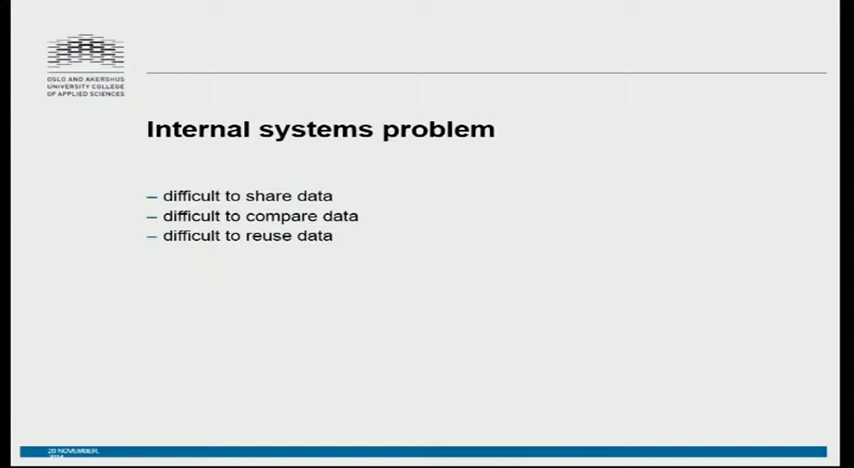 OSLO AND AKERSHUS
UNIVERSITY COLLEGE
OF APPLIED SCIENCES
Internal systems problem
– difficult to share data
– difficult to compare data
– difficult to reuse data
28 NOVEMBER,